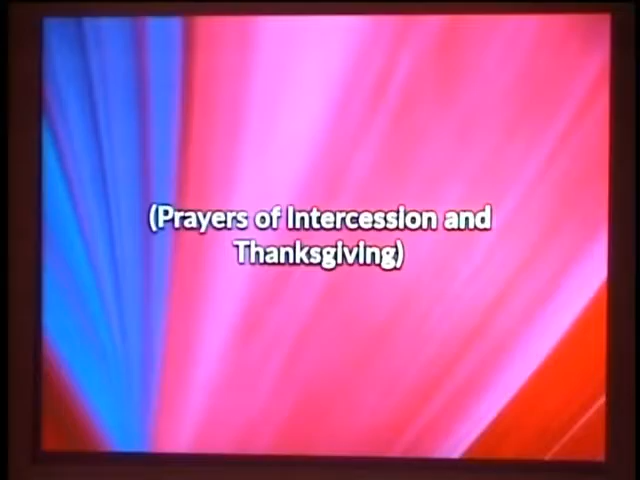 (Prayers of Intercession and
Thanksgiving)